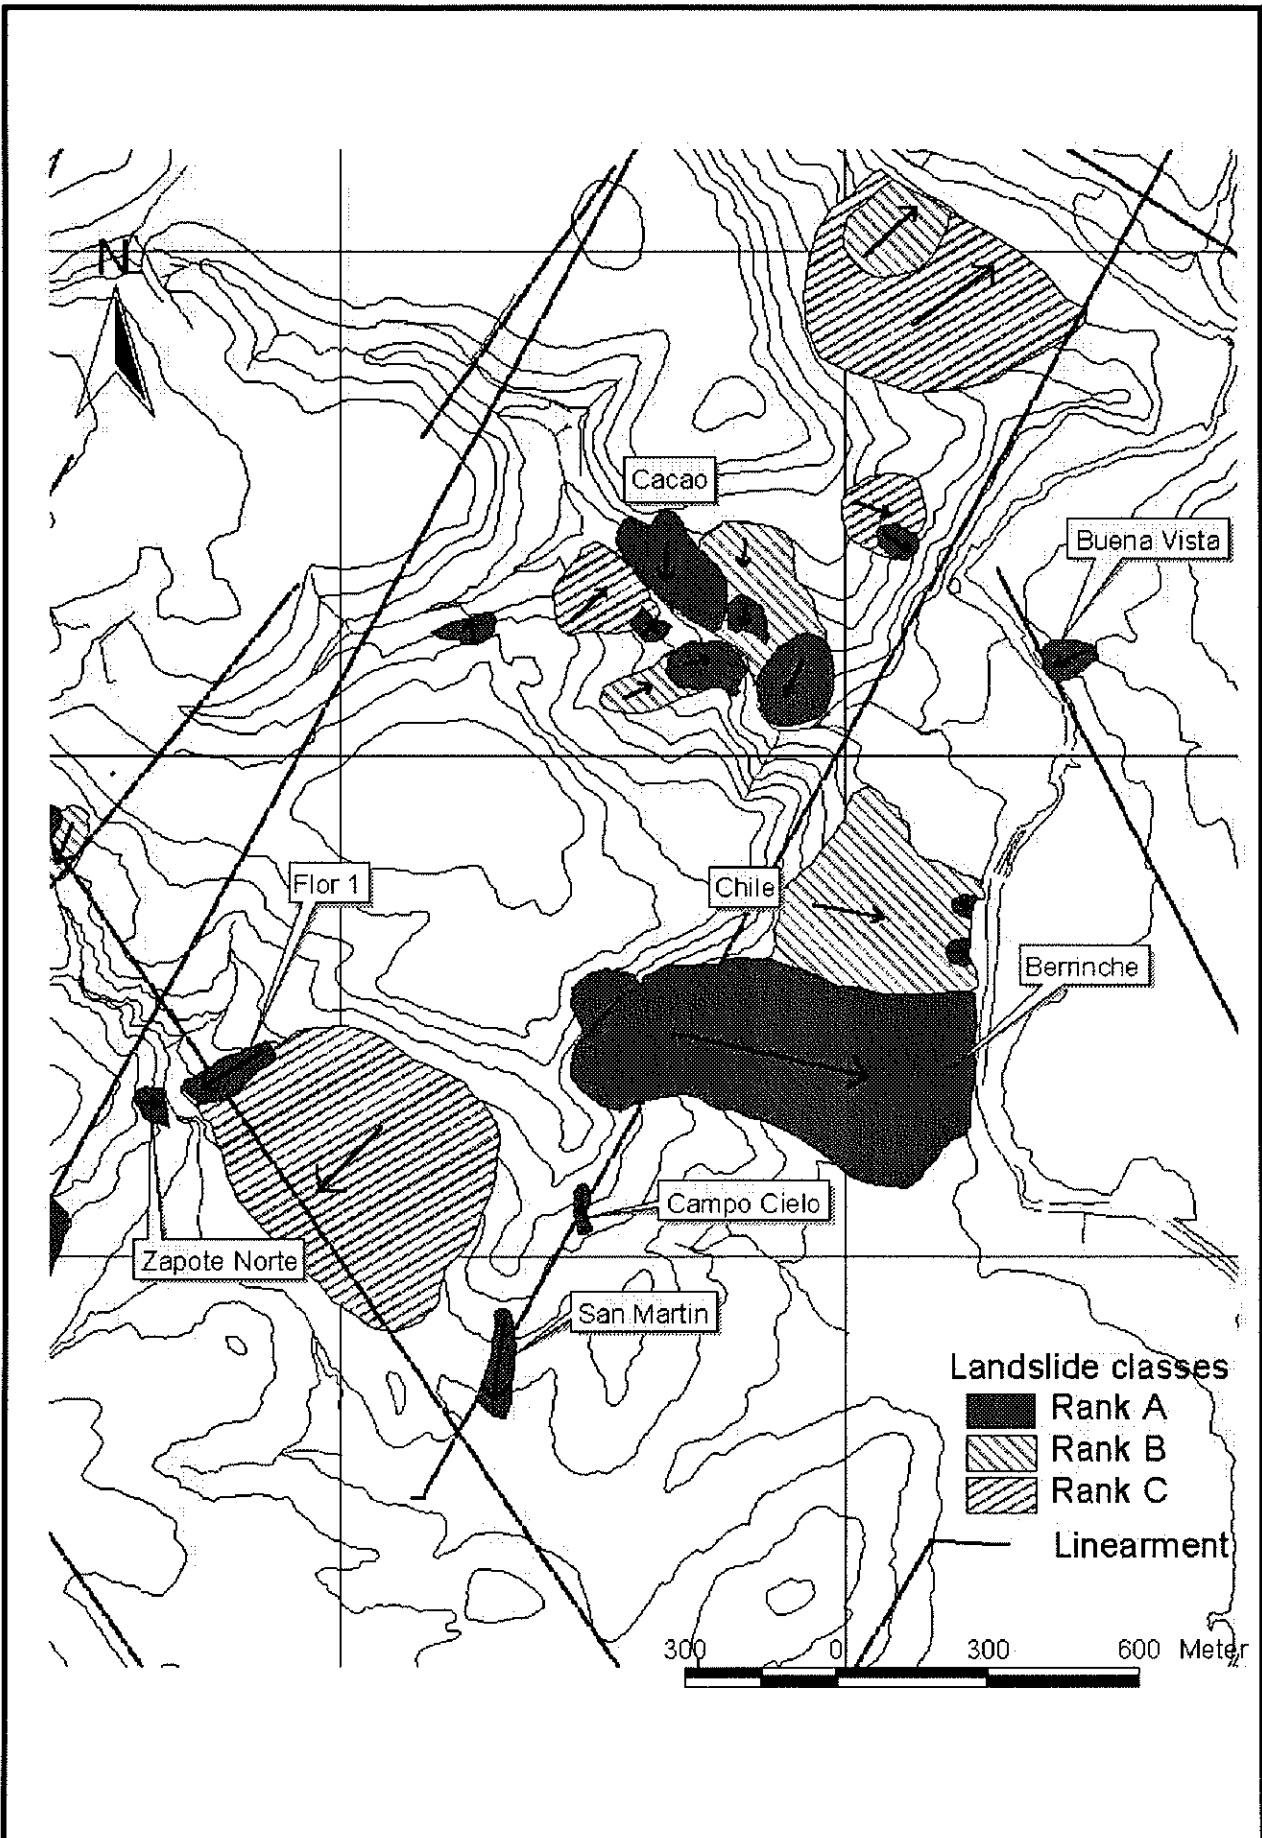 N
Cacao
Buena Vista
Flor 1
Chile
Berrinche
Campo Cielo
Zapote Norte
San Martin
Landslide classes
Rank A
Rank B
Rank C
Linearment
300 0 300 600 Meter